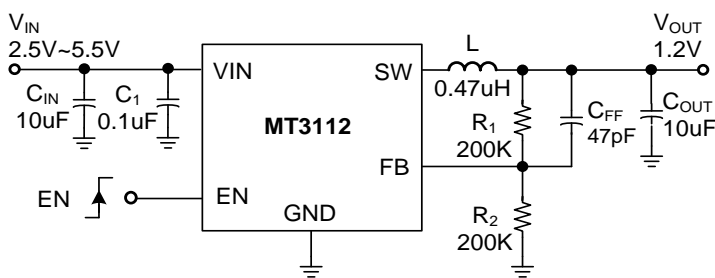 VIN
2.5V~5.5V
CIN
10uF
C1
0.1uF
EN
VIN
EN
MT3112
GND
SW
FB
L
0.47uH
R1
200K
R2
200K
CFF
47pF
VOUT
1.2V
COUT
10uF